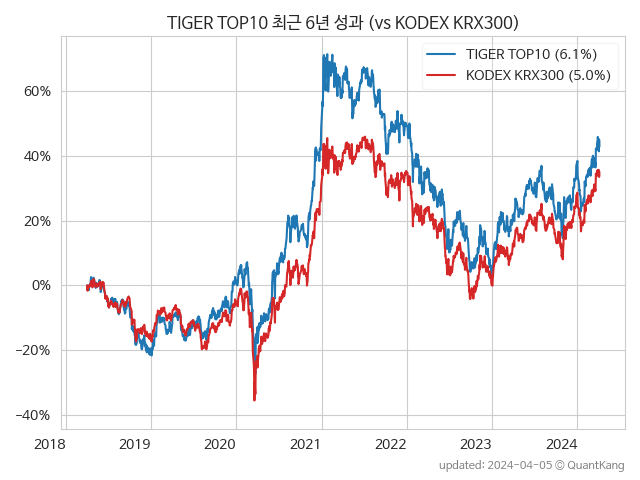 TIGER TOP10 최근 6년 성과 (vs KODEX KRX300)
TIGER TOP10 (6.1%)
KODEX KRX300 (5.0%)
60%
40%
20%
0%
−20%
−40%
2018 2019 2020 2021 2022 2023 2024
updated: 2024-04-05 ⓒ QuantKang